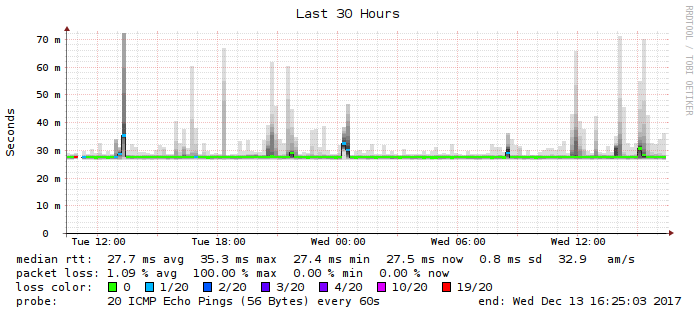 Last 30 Hours
RRDTOOL / TOBI OETIKER
Seconds
70 m
60 m
50 m
40 m
30 m
20 m
10 m
0
Tue 12:00 Tue 18:00 Wed 00:00 Wed 06:00 Wed 12:00
median rtt: 27.7 ms avg 35.3 ms max 27.4 ms min 27.5 ms now 0.8 ms sd 32.9 am/s
packet loss: 1.09 % avg 100.00 % max 0.00 % min 0.00 % now
loss color: 0 1/20 2/20 3/20 4/20 10/20 19/20
probe: 20 ICMP Echo Pings (56 Bytes) every 60s end: Wed Dec 13 16:25:03 2017